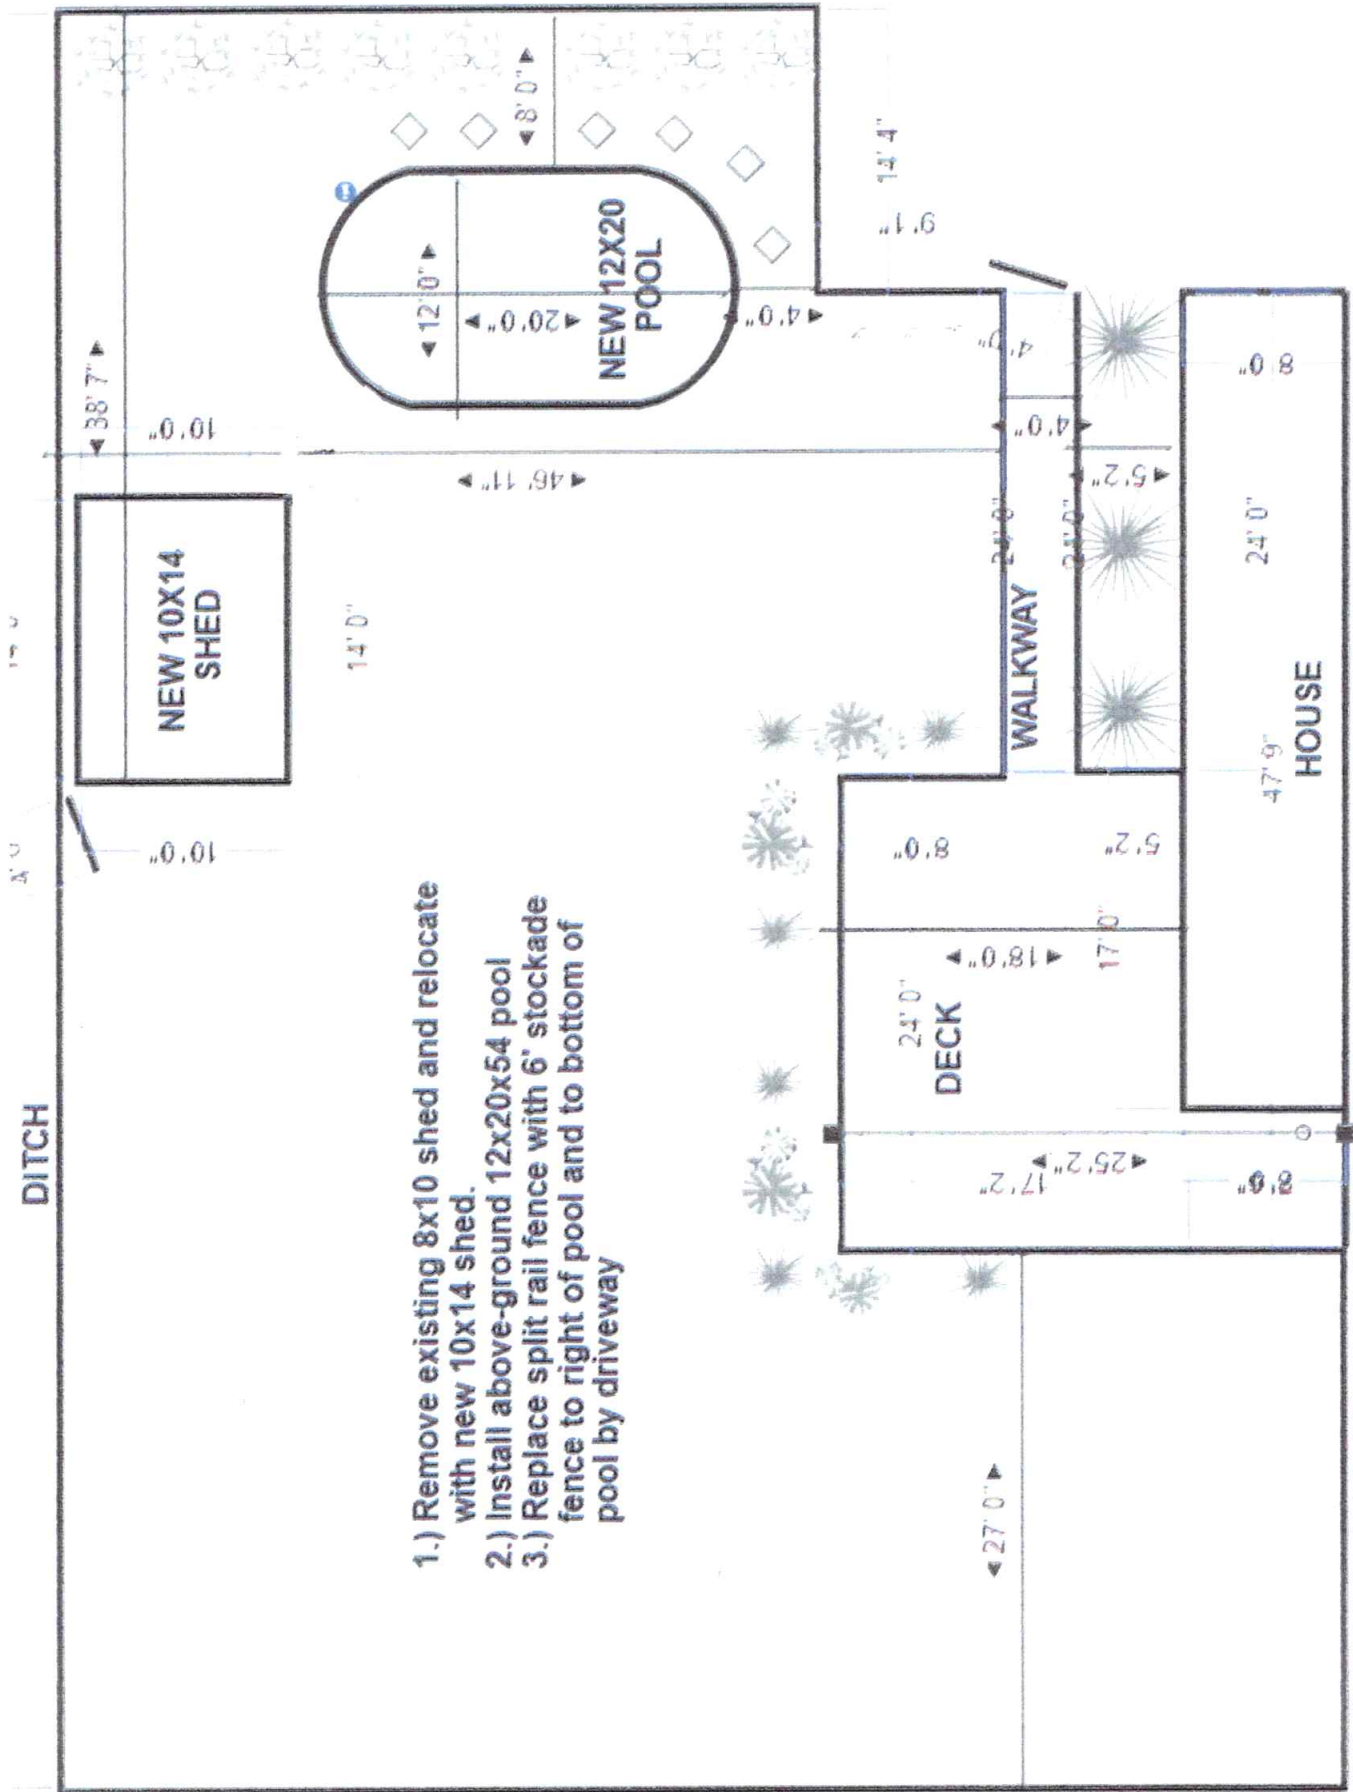 DITCH
38' 7"
10' 0"
NEW 10X14
SHED
14' 0"
10' 0"
8' 0"
12' 0"
20' 0"
NEW 12X20
POOL
4' 0"
14' 4"
9' 1"
46' 11"
1.) Remove existing 8x10 shed and relocate
with new 10x14 shed.
2.) Install above-ground 12x20x54 pool
3.) Replace split rail fence with 6' stockade
fence to right of pool and to bottom of
pool by driveway
4' 0"
4' 0"
24' 0"
24' 0"
WALKWAY
5' 2"
8' 0"
5' 2"
24' 0"
DECK
18' 0"
17' 0"
17' 2"
25' 2"
27' 0"
8' 0"
24' 0"
47' 9"
HOUSE